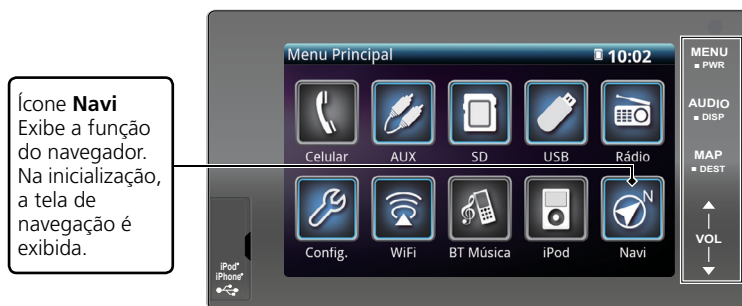 Ícone Navi
Exibe a função
do navegador.
Na inicialização,
a tela de
navegação é
exibida.
Menu Principal 10:02
Celular AUX SD USB Rádio
N
Config. WiFi BT Música iPod Navi
iPod
iPhone
MENU
PWR
AUDIO
DISP
MAP
DEST
VOL